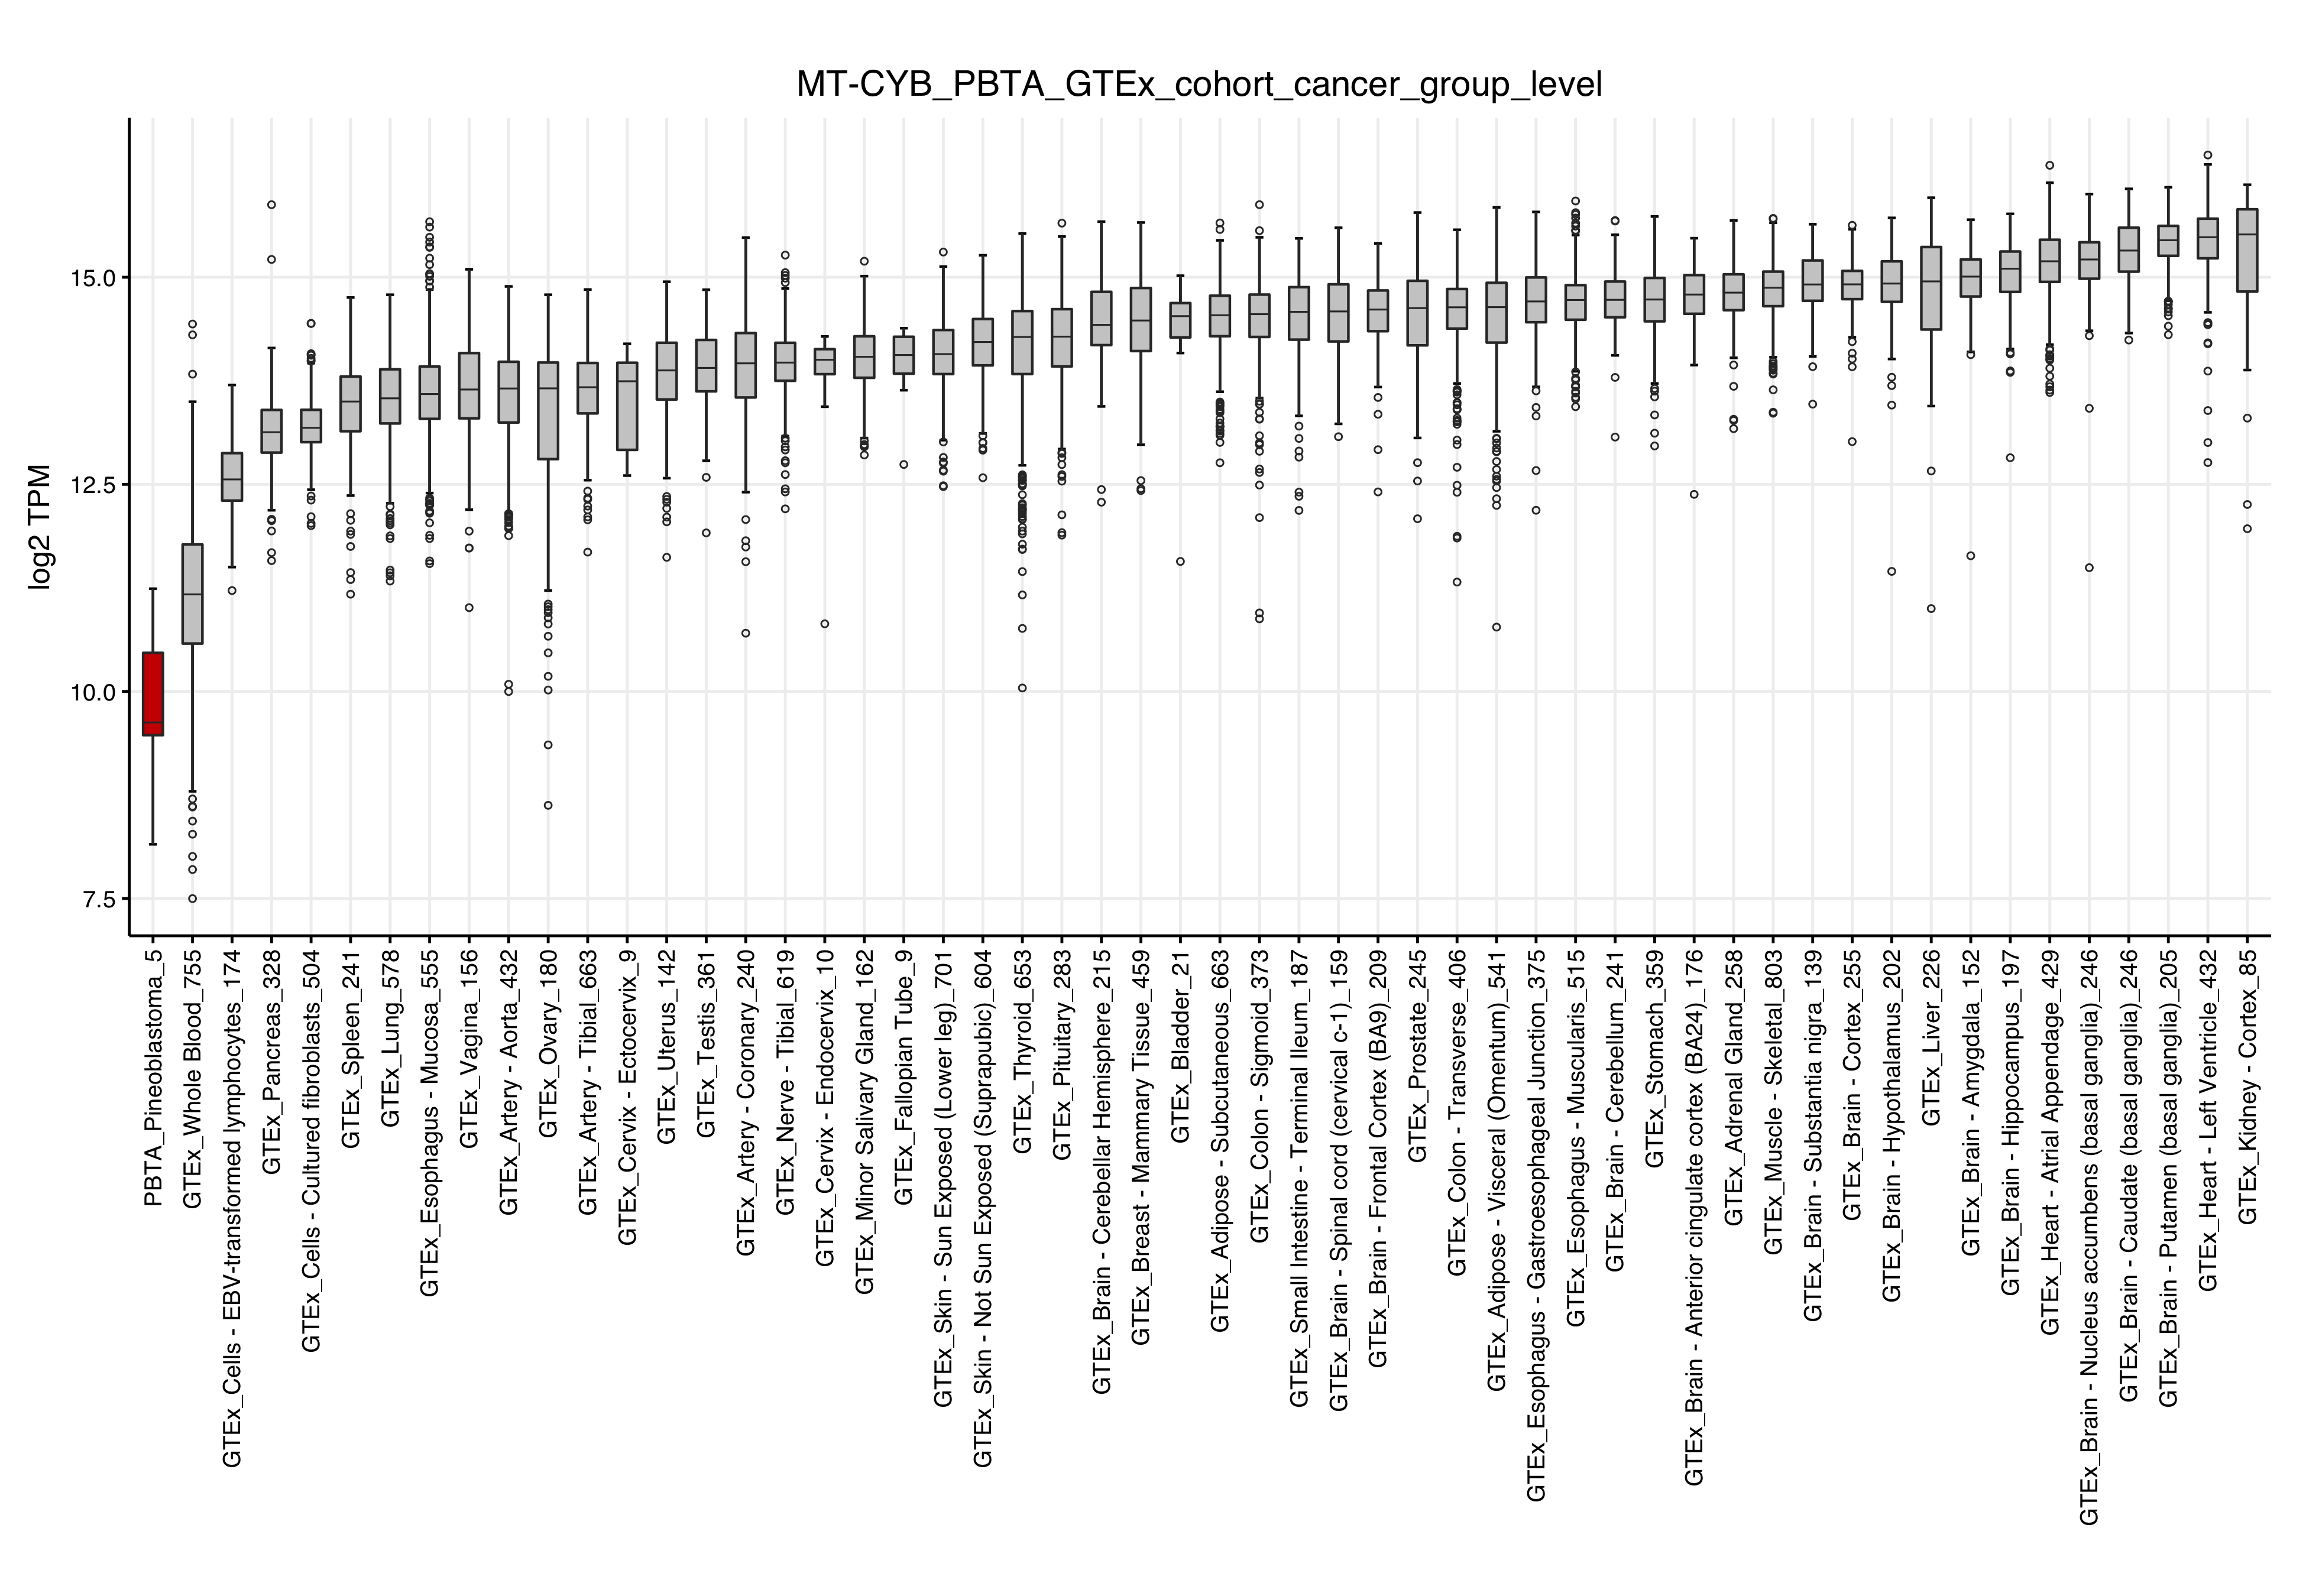 MT-CYB_PBTA_GTEx_cohort_cancer_group_level
log2 TPM
15.0
12.5
10.0
7.5
PBTA_Pineoblastoma_5
GTEx_Whole Blood_755
GTEx_Cells - EBV-transformed lymphocytes_174
GTEx_Pancreas_328
GTEx_Cells - Cultured fibroblasts_504
GTEx_Spleen_241
GTEx_Lung_578
GTEx_Esophagus - Mucosa_555
GTEx_Vagina_156
GTEx_Artery - Aorta_432
GTEx_Ovary_180
GTEx_Artery - Tibial_663
GTEx_Cervix - Ectocervix_9
GTEx_Uterus_142
GTEx_Testis_361
GTEx_Artery - Coronary_240
GTEx_Nerve - Tibial_619
GTEx_Cervix - Endocervix_10
GTEx_Minor Salivary Gland_162
GTEx_Fallopian Tube_9
GTEx_Skin - Sun Exposed (Lower leg)_701
GTEx_Skin - Not Sun Exposed (Suprapubic)_604
GTEx_Thyroid_653
GTEx_Pituitary_283
GTEx_Brain - Cerebellar Hemisphere_215
GTEx_Breast - Mammary Tissue_459
GTEx_Bladder_21
GTEx_Adipose - Subcutaneous_663
GTEx_Colon - Sigmoid_373
GTEx_Small Intestine - Terminal Ileum_187
GTEx_Brain - Spinal cord (cervical c-1)_159
GTEx_Brain - Frontal Cortex (BA9)_209
GTEx_Prostate_245
GTEx_Colon - Transverse_406
GTEx_Adipose - Visceral (Omentum)_541
GTEx_Esophagus - Gastroesophageal Junction_375
GTEx_Esophagus - Muscularis_515
GTEx_Brain - Cerebellum_241
GTEx_Stomach_359
GTEx_Brain - Anterior cingulate cortex (BA24)_176
GTEx_Adrenal Gland_258
GTEx_Muscle - Skeletal_803
GTEx_Brain - Substantia nigra_139
GTEx_Brain - Cortex_255
GTEx_Brain - Hypothalamus_202
GTEx_Liver_226
GTEx_Brain - Amygdala_152
GTEx_Brain - Hippocampus_197
GTEx_Heart - Atrial Appendage_429
GTEx_Brain - Nucleus accumbens (basal ganglia)_246
GTEx_Brain - Caudate (basal ganglia)_246
GTEx_Brain - Putamen (basal ganglia)_205
GTEx_Heart - Left Ventricle_432
GTEx_Kidney - Cortex_85